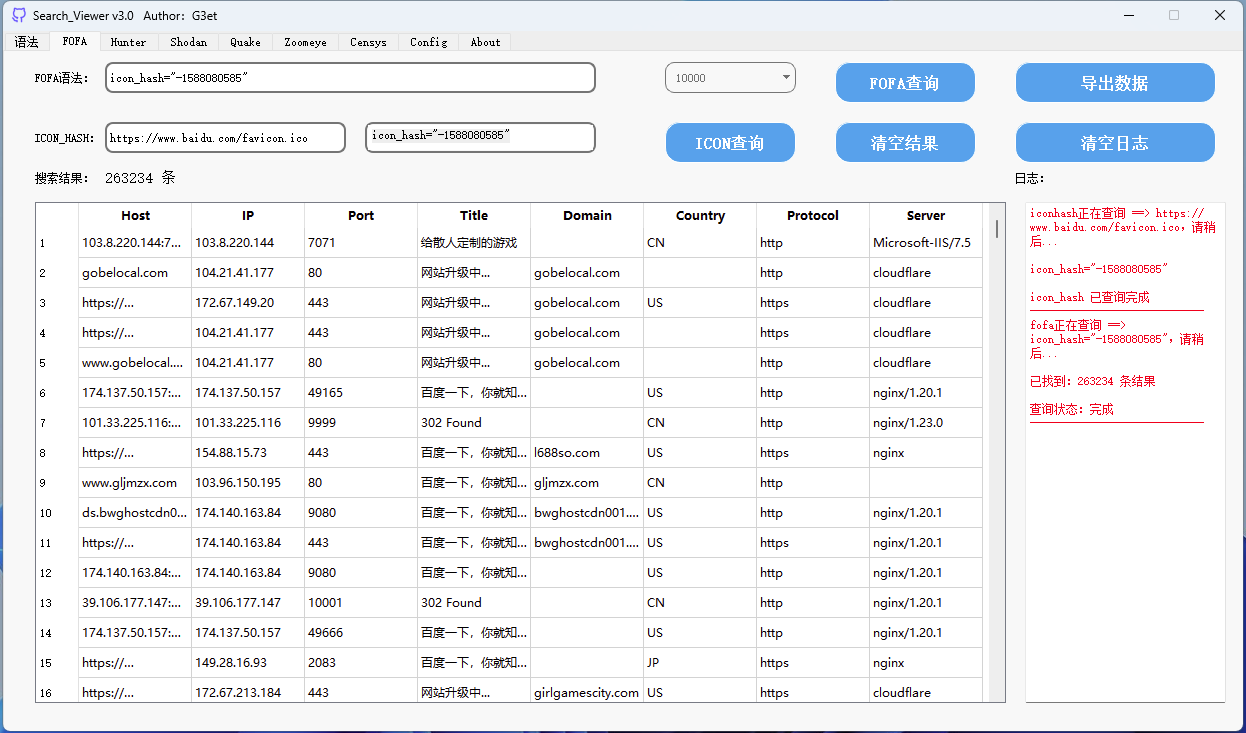 Search_Viewer v3.0 Author: G3et
语法 FOFA Hunter Shodan Quake Zoomeye Censys Config About
FOFA语法: icon_hash="-1588080585" 10000 FOFA查询 导出数据
ICON_HASH: https://www.baidu.com/favicon.ico icon_hash="-1588080585" ICON查询 清空结果 清空日志
搜索结果: 263234 条
Host IP Port Title Domain Country Protocol Server
1 103.8.220.144:7... 103.8.220.144 7071 给散人定制的游戏 CN http Microsoft-IIS/7.5
2 gobelocal.com 104.21.41.177 80 网站升级中... gobelocal.com http cloudflare
3 https://... 172.67.149.20 443 网站升级中... gobelocal.com US https cloudflare
4 https://... 104.21.41.177 443 网站升级中... gobelocal.com https cloudflare
5 www.gobelocal.... 104.21.41.177 80 网站升级中... gobelocal.com http cloudflare
6 174.137.50.157:... 174.137.50.157 49165 百度一下，你就知... US http nginx/1.20.1
7 101.33.225.116:... 101.33.225.116 9999 302 Found CN http nginx/1.23.0
8 https://... 154.88.15.73 443 百度一下，你就知... l688so.com US https nginx
9 www.gljmzx.com 103.96.150.195 80 百度一下，你就知... gljmzx.com CN http
10 ds.bwghostcdn0... 174.140.163.84 9080 百度一下，你就知... bwghostcdn001.... US http nginx/1.20.1
11 https://... 174.140.163.84 443 百度一下，你就知... bwghostcdn001.... US https nginx/1.20.1
12 174.140.163.84:... 174.140.163.84 9080 百度一下，你就知... US http nginx/1.20.1
13 39.106.177.147:... 39.106.177.147 10001 302 Found CN http nginx/1.20.1
14 174.137.50.157:... 174.137.50.157 49666 百度一下，你就知... US http nginx/1.20.1
15 https://... 149.28.16.93 2083 百度一下，你就知... JP https nginx
16 https://... 172.67.213.184 443 网站升级中... girlgamescity.com US https cloudflare
日志:
iconhash正在查询 ==> https://
www.baidu.com/favicon.ico，请稍
后...
icon_hash="-1588080585"
icon_hash 已查询完成
fofa正在查询 ==>
icon_hash="-1588080585"，请稍
后...
已找到: 263234 条结果
查询状态: 完成